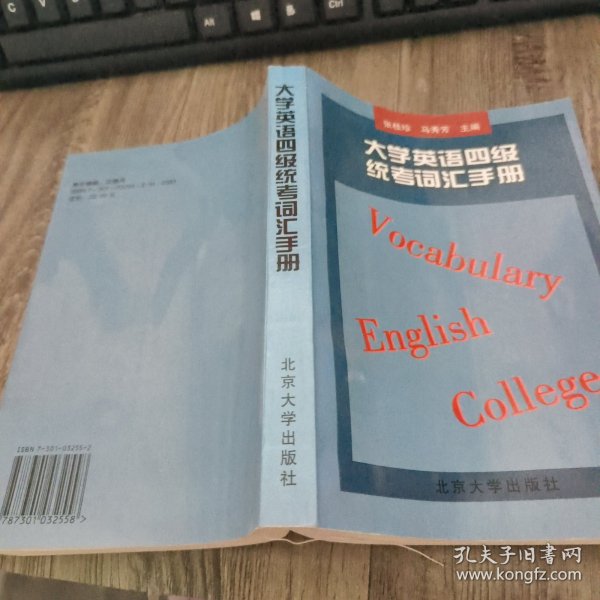 张桂珍 马秀芳 主编
大学英语四级
统考词汇手册
Vocabulary
English
College
北京大学出版社
大学英语四级统考词汇手册
北京大学出版社
ISBN 7-301-03255-2
787301 032558>
孔夫子旧书网
www.kongfz.com